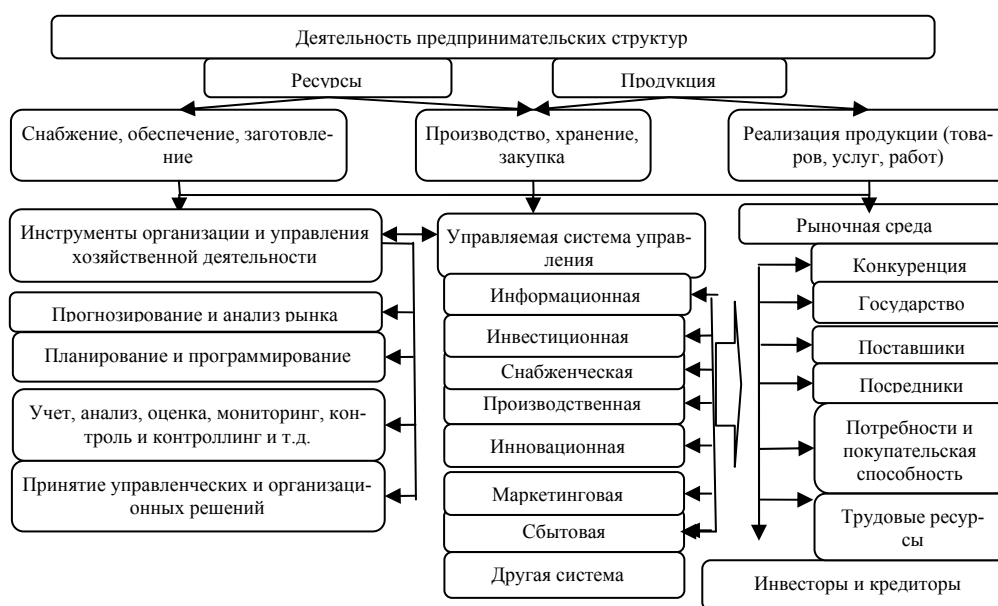 Деятельность предпринимательских структур
Ресурсы
Продукция
Снабжение, обеспечение, заготовле-
ние
Производство, хранение,
закупка
Реализация продукции (това-
ров, услуг, работ)
Инструменты организации и управления
хозяйственной деятельности
Прогнозирование и анализ рынка
Планирование и программирование
Учет, анализ, оценка, мониторинг, кон-
троль и контроллинг и т.д.
Принятие управленческих и организаци-
онных решений
Управляемая система управ-
ления
Информационная
Инвестиционная
Снабженческая
Производственная
Инновационная
Маркетинговая
Сбытовая
Другая система
Рыночная среда
Конкуренция
Государство
Поставшики
Посредники
Потребности и
покупательская
способность
Трудовые ресур-
сы
Инвесторы и кредиторы